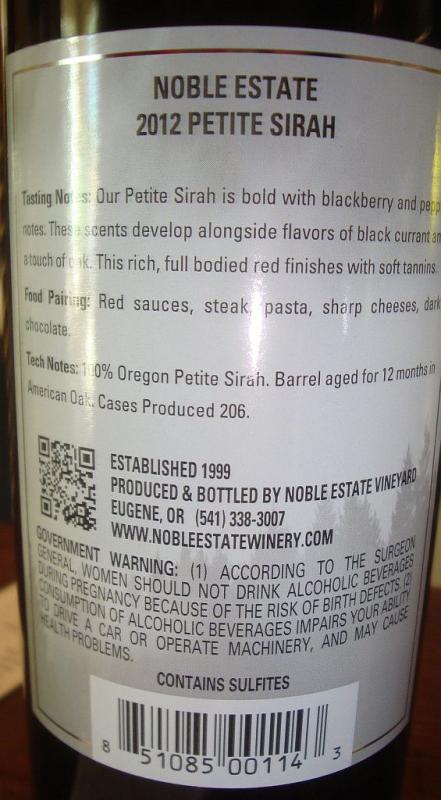 NOBLE ESTATE
2012 PETITE SIRAH
Tasting Notes: Our Petite Sirah is bold with blackberry and pepp
notes. These scents develop alongside flavors of black currant an
a touch of oak. This rich, full bodied red finishes with soft tannins.
Food Pairing: Red sauces, steak, pasta, sharp cheeses, dark
chocolate.
Tech Notes: 100% Oregon Petite Sirah. Barrel aged for 12 months in
American Oak. Cases Produced 206.
ESTABLISHED 1999
PRODUCED & BOTTLED BY NOBLE ESTATE VINEYARD
EUGENE, OR (541) 338-3007
WWW.NOBLEESTATEWINERY.COM
GOVERNMENT WARNING: (1) ACCORDING TO THE SURGEON
GENERAL, WOMEN SHOULD NOT DRINK ALCOHOLIC BEVERAGES
DURING PREGNANCY BECAUSE OF THE RISK OF BIRTH DEFECTS. (2)
CONSUMPTION OF ALCOHOLIC BEVERAGES IMPAIRS YOUR ABILITY
TO DRIVE A CAR OR OPERATE MACHINERY, AND MAY CAUSE
HEALTH PROBLEMS.
CONTAINS SULFITES
8 51085 00114 3